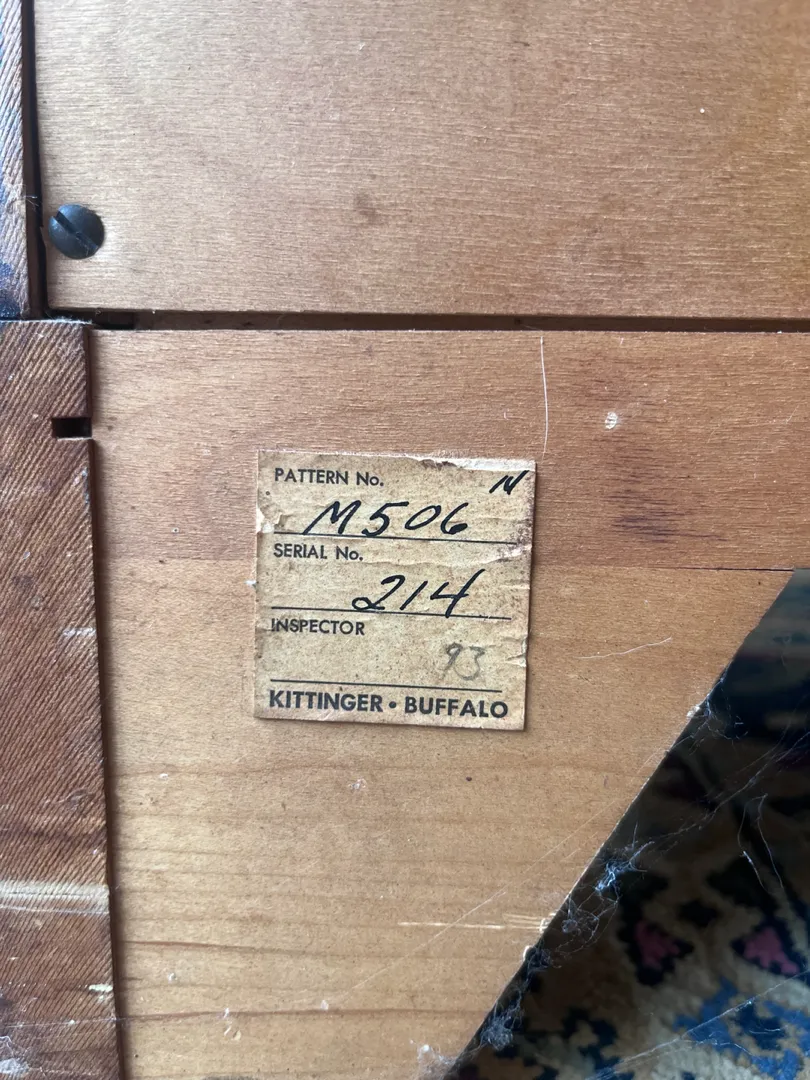 PATTERN No. N
M506
SERIAL No.
214
INSPECTOR
93
KITTINGER • BUFFALO